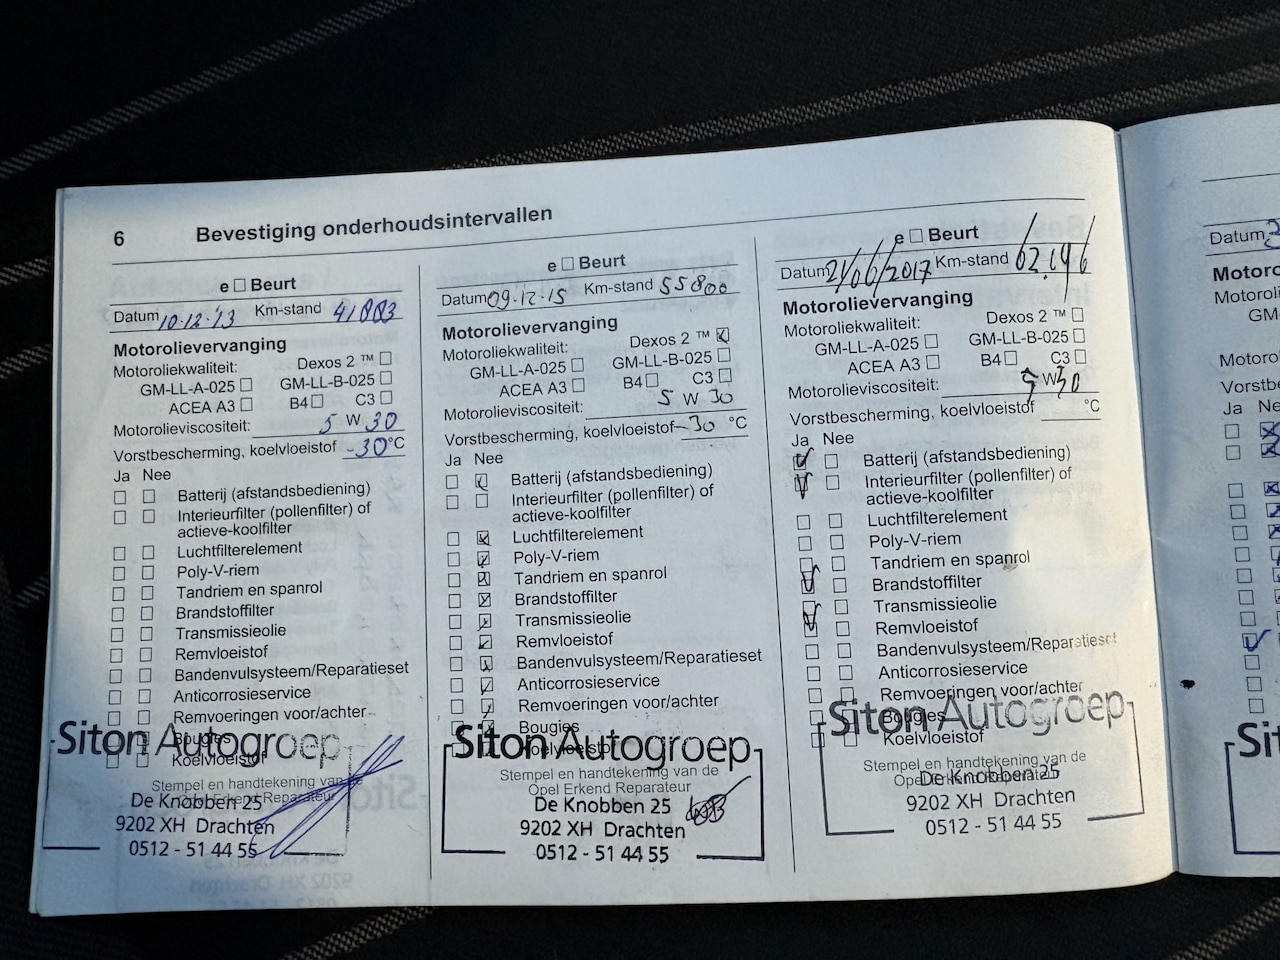 6 Bevestiging onderhoudsintervallen
e □ Beurt
Datum 10-12-'13 Km-stand
Motorolievervanging
Motoroliekwaliteit: Dexos 2 ™ □
GM-LL-A-025 □ GM-LL-B-025 □
ACEA A3 □ B4 □ C3 □
Motorolieviscositeit: 5 W 30
Vorstbescherming, koelvloeistof -30 °C
Ja Nee
□ □ Batterij (afstandsbediening)
□ □ Interieurfilter (pollenfilter) of
actieve-koolfilter
□ □ Luchtfilterelement
□ □ Poly-V-riem
□ □ Tandriem en spanrol
□ □ Brandstoffilter
□ □ Transmissieolie
□ □ Remvloeistof
□ □ Bandenvulsysteem/Reparatieset
□ □ Anticorrosieservice
□ □ Remvoeringen voor/achter
□ □ Bougies
□ □ Koelvloeistof
Siton Autogroep
Stempel en handtekening van de
Opel Erkend Reparateur
De Knobben 25
9202 XH Drachten
0512 - 51 44 55
e □ Beurt
Datum 09-12-15 Km-stand 55800
Motorolievervanging
Motoroliekwaliteit: Dexos 2 ™ ☑
GM-LL-A-025 □ GM-LL-B-025 □
ACEA A3 □ B4 □ C3 □
Motorolieviscositeit: 5 W 30
Vorstbescherming, koelvloeistof -30 °C
Ja Nee
□ ☑ Batterij (afstandsbediening)
□ □ Interieurfilter (pollenfilter) of
actieve-koolfilter
□ ☑ Luchtfilterelement
□ ☑ Poly-V-riem
□ ☑ Tandriem en spanrol
□ ☑ Brandstoffilter
□ ☑ Transmissieolie
□ ☑ Remvloeistof
□ ☑ Bandenvulsysteem/Reparatieset
□ ☑ Anticorrosieservice
□ ☑ Remvoeringen voor/achter
□ ☑ Bougies
Koelvloeistof
Siton Autogroep
Stempel en handtekening van de
Opel Erkend Reparateur
De Knobben 25
9202 XH Drachten
0512 - 51 44 55
e □ Beurt
Datum 21/06/2017 Km-stand 62.196
Motorolievervanging
Motoroliekwaliteit: Dexos 2 ™ □
GM-LL-A-025 □ GM-LL-B-025 □
ACEA A3 □ B4 □ C3 □
Motorolieviscositeit: 5 W 30
Vorstbescherming, koelvloeistof °C
Ja Nee
☑ □ Batterij (afstandsbediening)
☑ □ Interieurfilter (pollenfilter) of
actieve-koolfilter
□ □ Luchtfilterelement
□ □ Poly-V-riem
□ □ Tandriem en spanrol
☑ □ Brandstoffilter
□ □ Transmissieolie
☑ □ Remvloeistof
□ □ Bandenvulsysteem/Reparatieset
□ □ Anticorrosieservice
□ □ Remvoeringen voor/achter
□ □ Bougies
□ □ Koelvloeistof
Siton Autogroep
Stempel en handtekening van de
Opel Erkend Reparateur
De Knobben 25
9202 XH Drachten
0512 - 51 44 55
Datum
Ja Nee